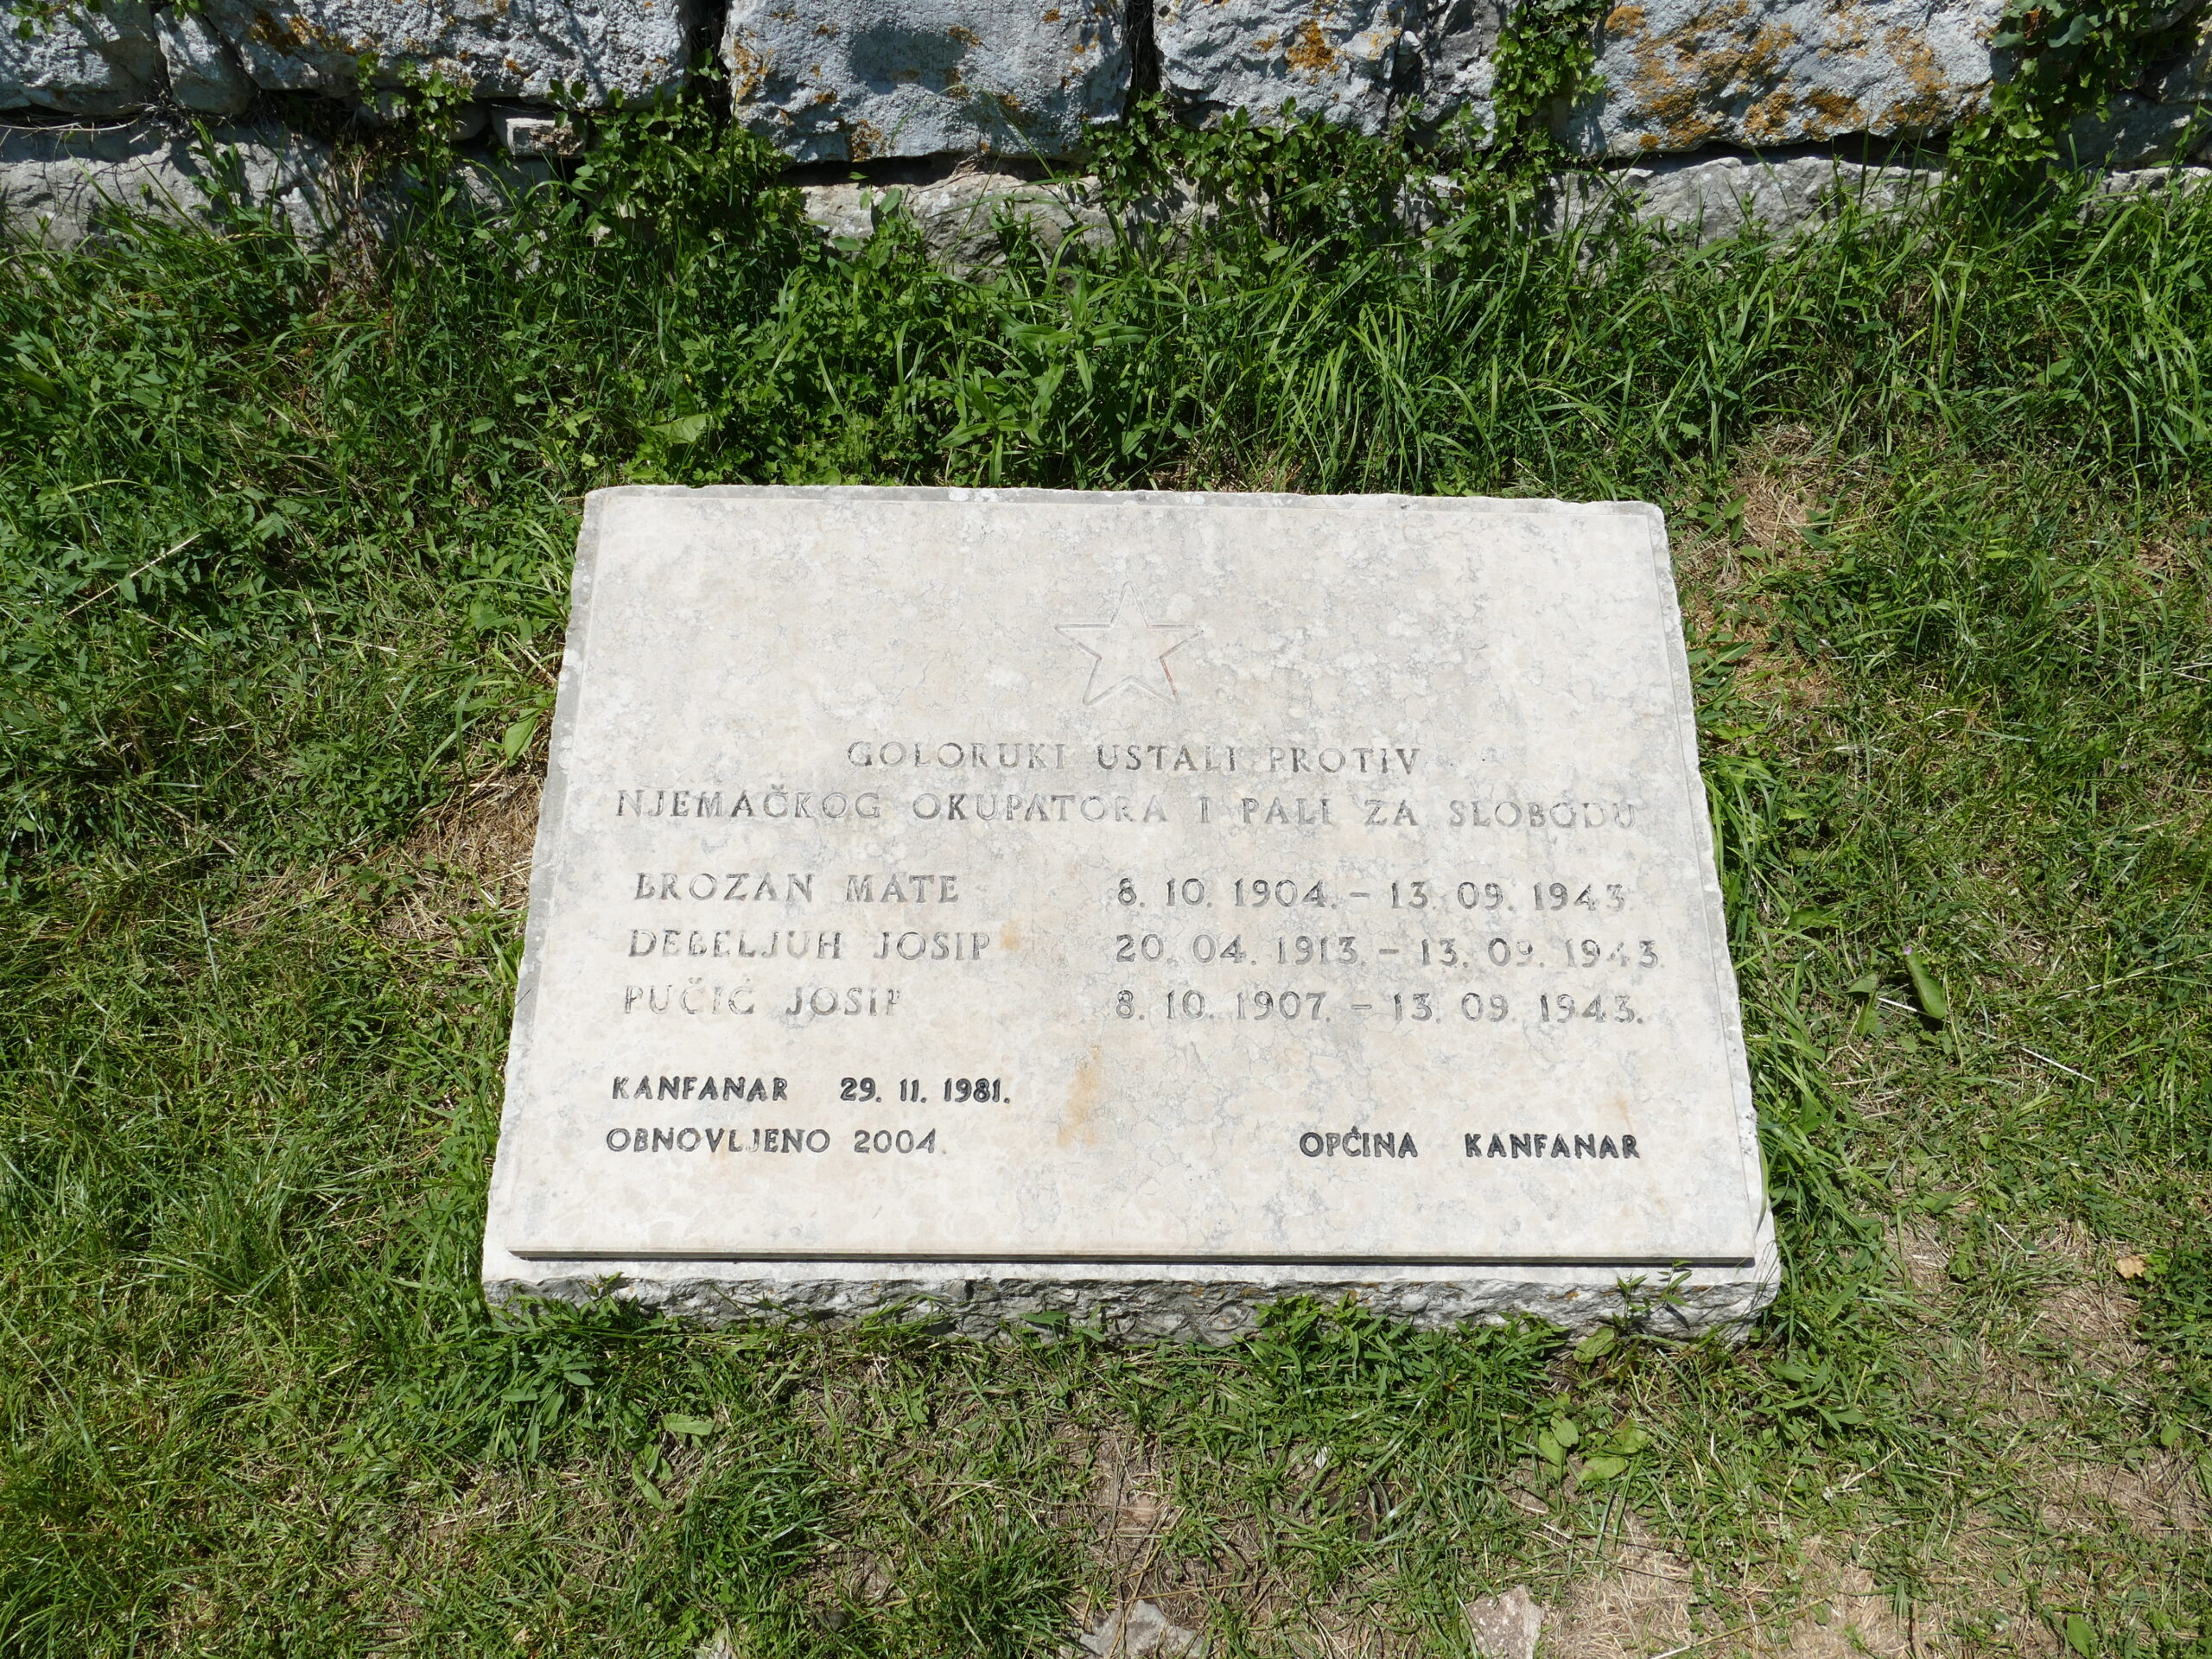 GOLORUKI USTALI PROTIV
NJEMAČKOG OKUPATORA I PALI ZA SLOBODU
BROZAN MATE 8. 10. 1904. - 13. 09. 1943.
DEBELJUH JOSIP 20. 04. 1913. - 13. 09. 1943.
PUČIĆ JOSIP 8. 10. 1907. - 13. 09. 1943.
KANFANAR 29. 11. 1981.
OBNOVLJENO 2004. OPĆINA KANFANAR